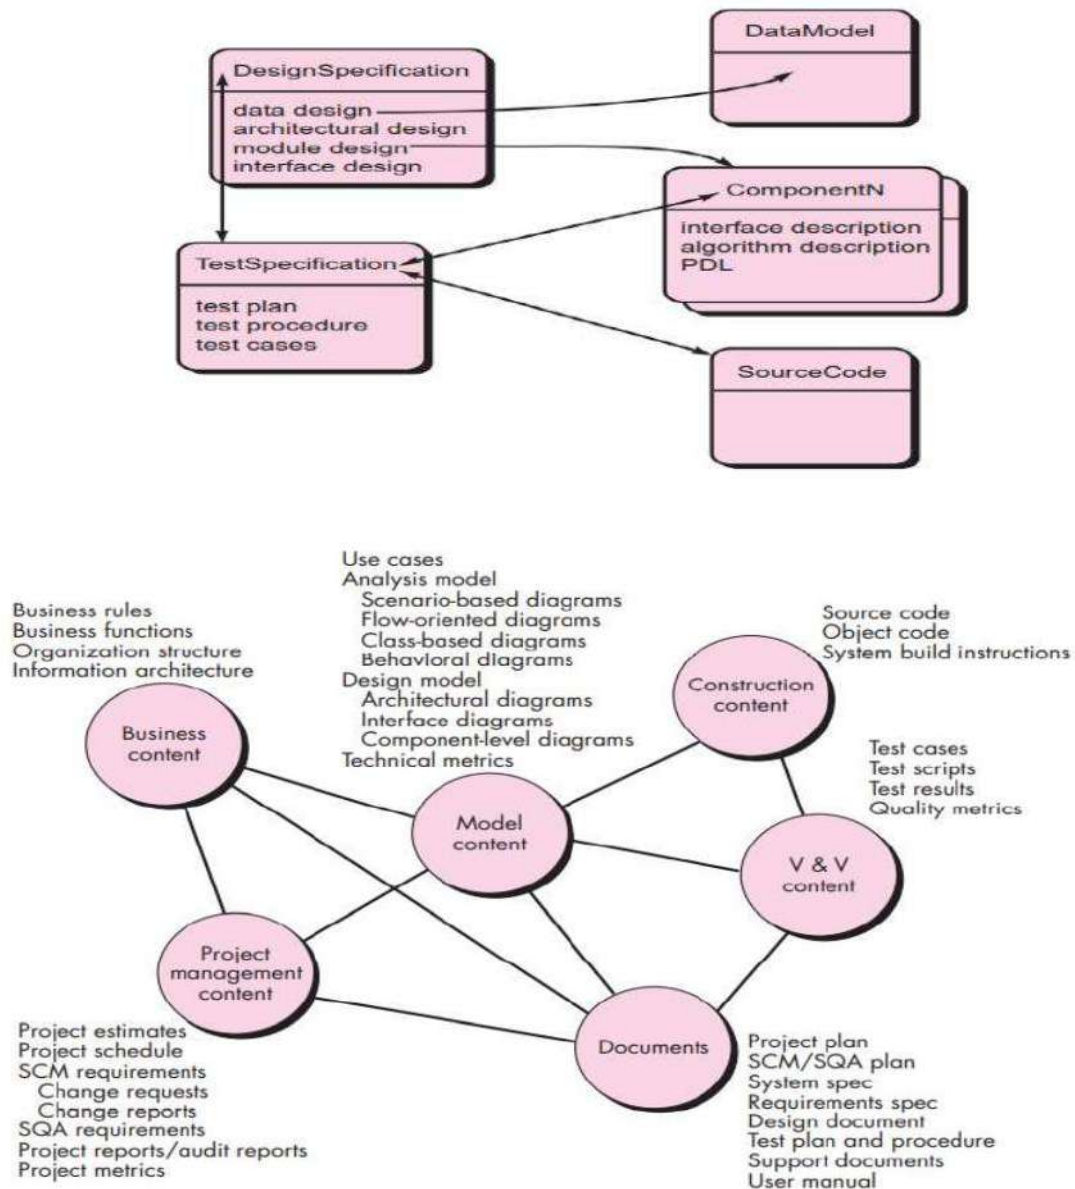 DataModel
DesignSpecification
data design
architectural design
module design
interface design
ComponentN
interface description
algorithm description
PDL
TestSpecification
test plan
test procedure
test cases
SourceCode
Use cases
Analysis model
Scenario-based diagrams
Flow-oriented diagrams
Class-based diagrams
Behavioral diagrams
Design model
Architectural diagrams
Interface diagrams
Component-level diagrams
Technical metrics
Business rules
Business functions
Organization structure
Information architecture
Source code
Object code
System build instructions
Construction
content
Business
content
Test cases
Test scripts
Test results
Quality metrics
Model
content
V & V
content
Project
management
content
Project estimates
Project schedule
SCM requirements
Change requests
Change reports
SQA requirements
Project reports/audit reports
Project metrics
Documents
Project plan
SCM/SQA plan
System spec
Requirements spec
Design document
Test plan and procedure
Support documents
User manual